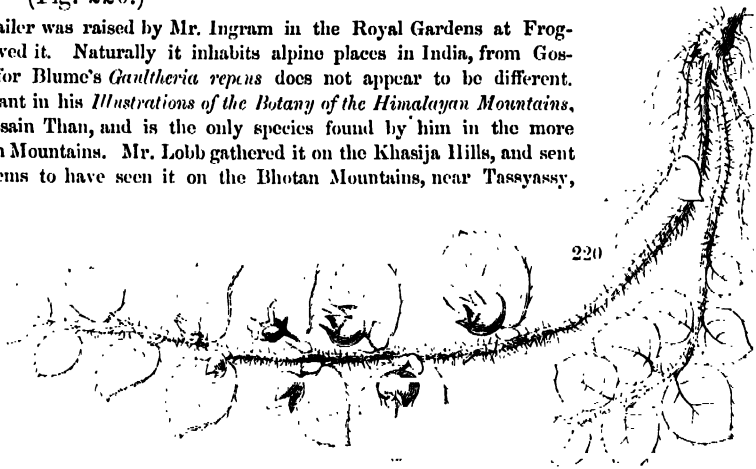 (Fig. 220.)
ailer was raised by Mr. Ingram in the Royal Gardens at Frog-
ved it. Naturally it inhabits alpine places in India, from Gos-
for Blume's Gaultheria repens does not appear to be different.
ant in his Illustrations of the Botany of the Himalayan Mountains,
sain Than, and is the only species found by him in the more
n Mountains. Mr. Lobb gathered it on the Khasija Hills, and sent
ems to have seen it on the Bhotan Mountains, near Tassyassy,
220